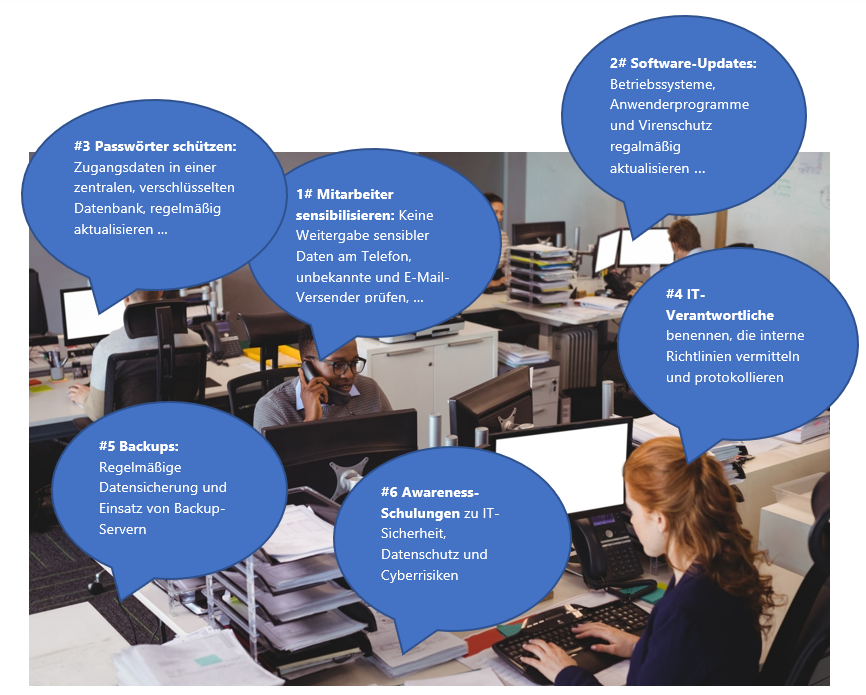 2# Software-Updates:
Betriebssysteme,
Anwenderprogramme
und Virenschutz
regalmäßig
aktualisieren ...
#3 Passwörter schützen:
Zugangsdaten in einer
zentralen, verschlüsselten
Datenbank, regelmäßig
aktualisieren ...
1# Mitarbeiter
sensibilisieren: Keine
Weitergabe sensibler
Daten am Telefon,
unbekannte und E-Mail-
Versender prüfen, ...
#4 IT-
Verantwortliche
benennen, die interne
Richtlinien vermitteln
und protokollieren
#5 Backups:
Regelmäßige
Datensicherung und
Einsatz von Backup-
Servern
#6 Awareness-
Schulungen zu IT-
Sicherheit,
Datenschutz und
Cyberrisiken